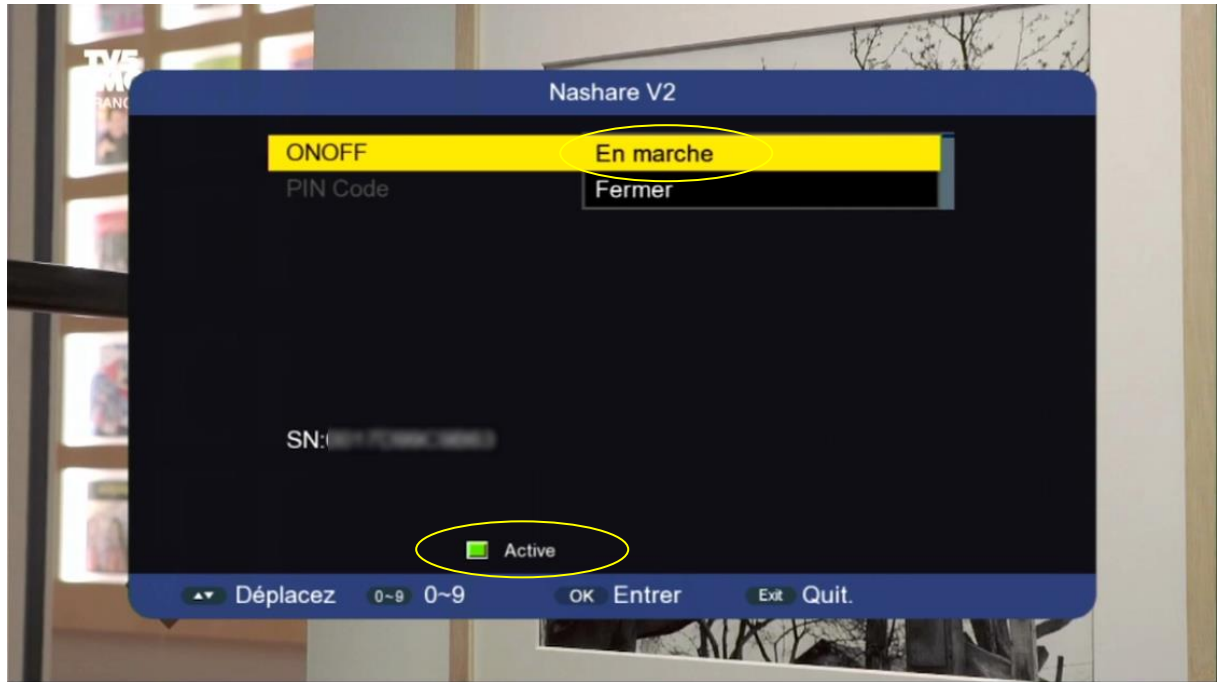 TV5
Nashare V2
ONOFF En marche
PIN Code Fermer
SN:
Active
Déplacez 0~9 0~9 OK Entrer Exit Quit.